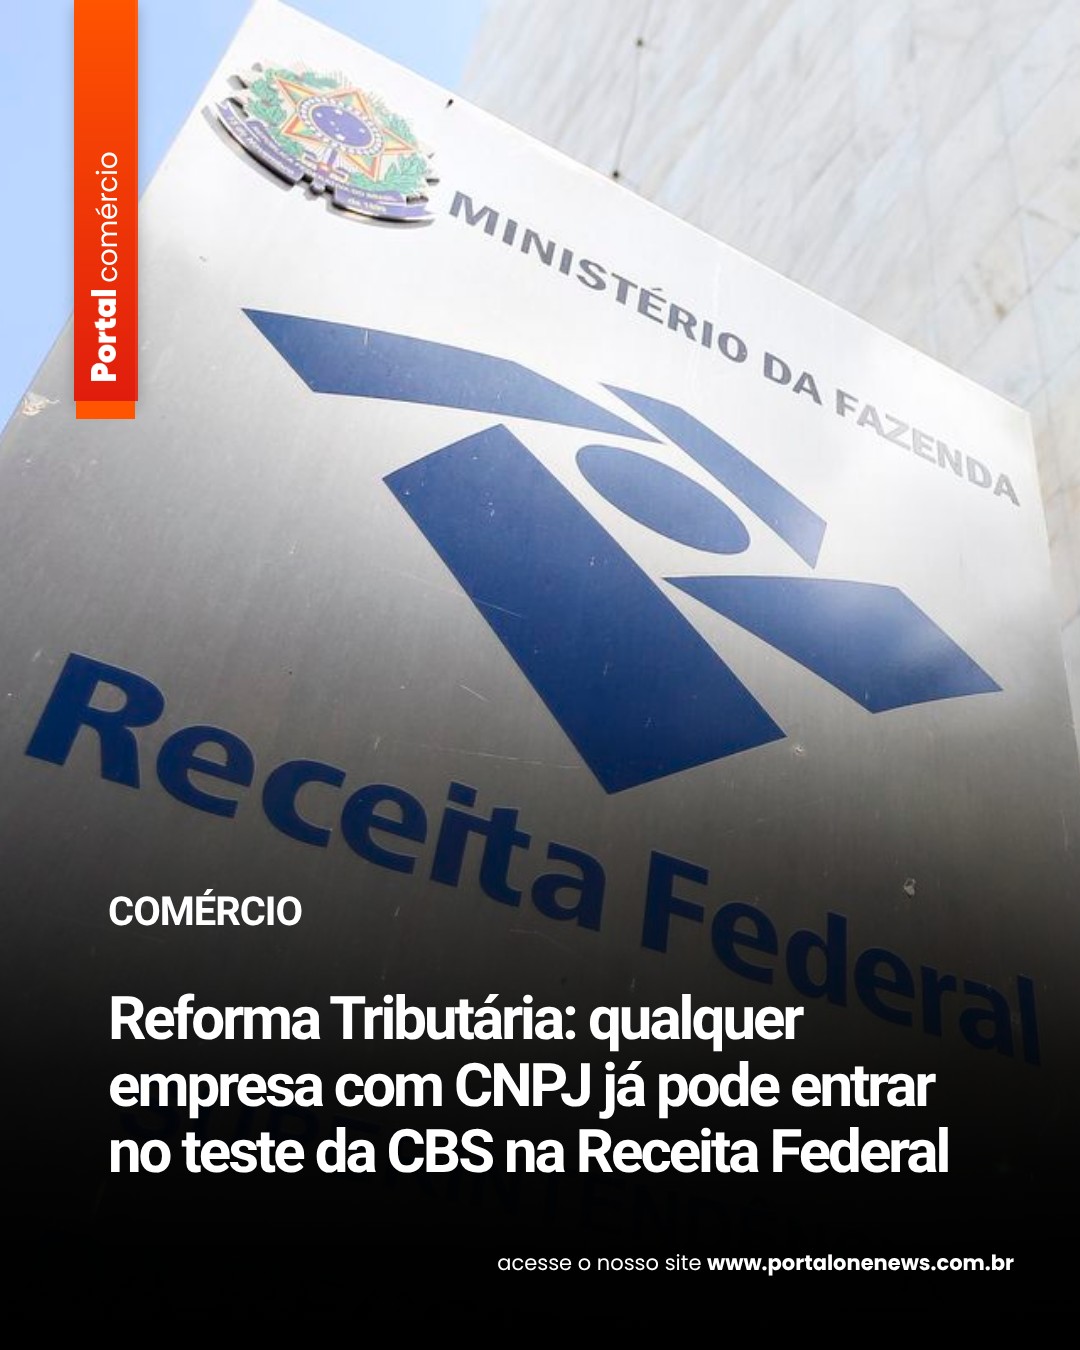 Portal comércio
MINISTÉRIO DA FAZENDA
Receita Federal
COMÉRCIO
Reforma Tributária: qualquer
empresa com CNPJ já pode entrar
no teste da CBS na Receita Federal
acesse o nosso site www.portalonenews.com.br